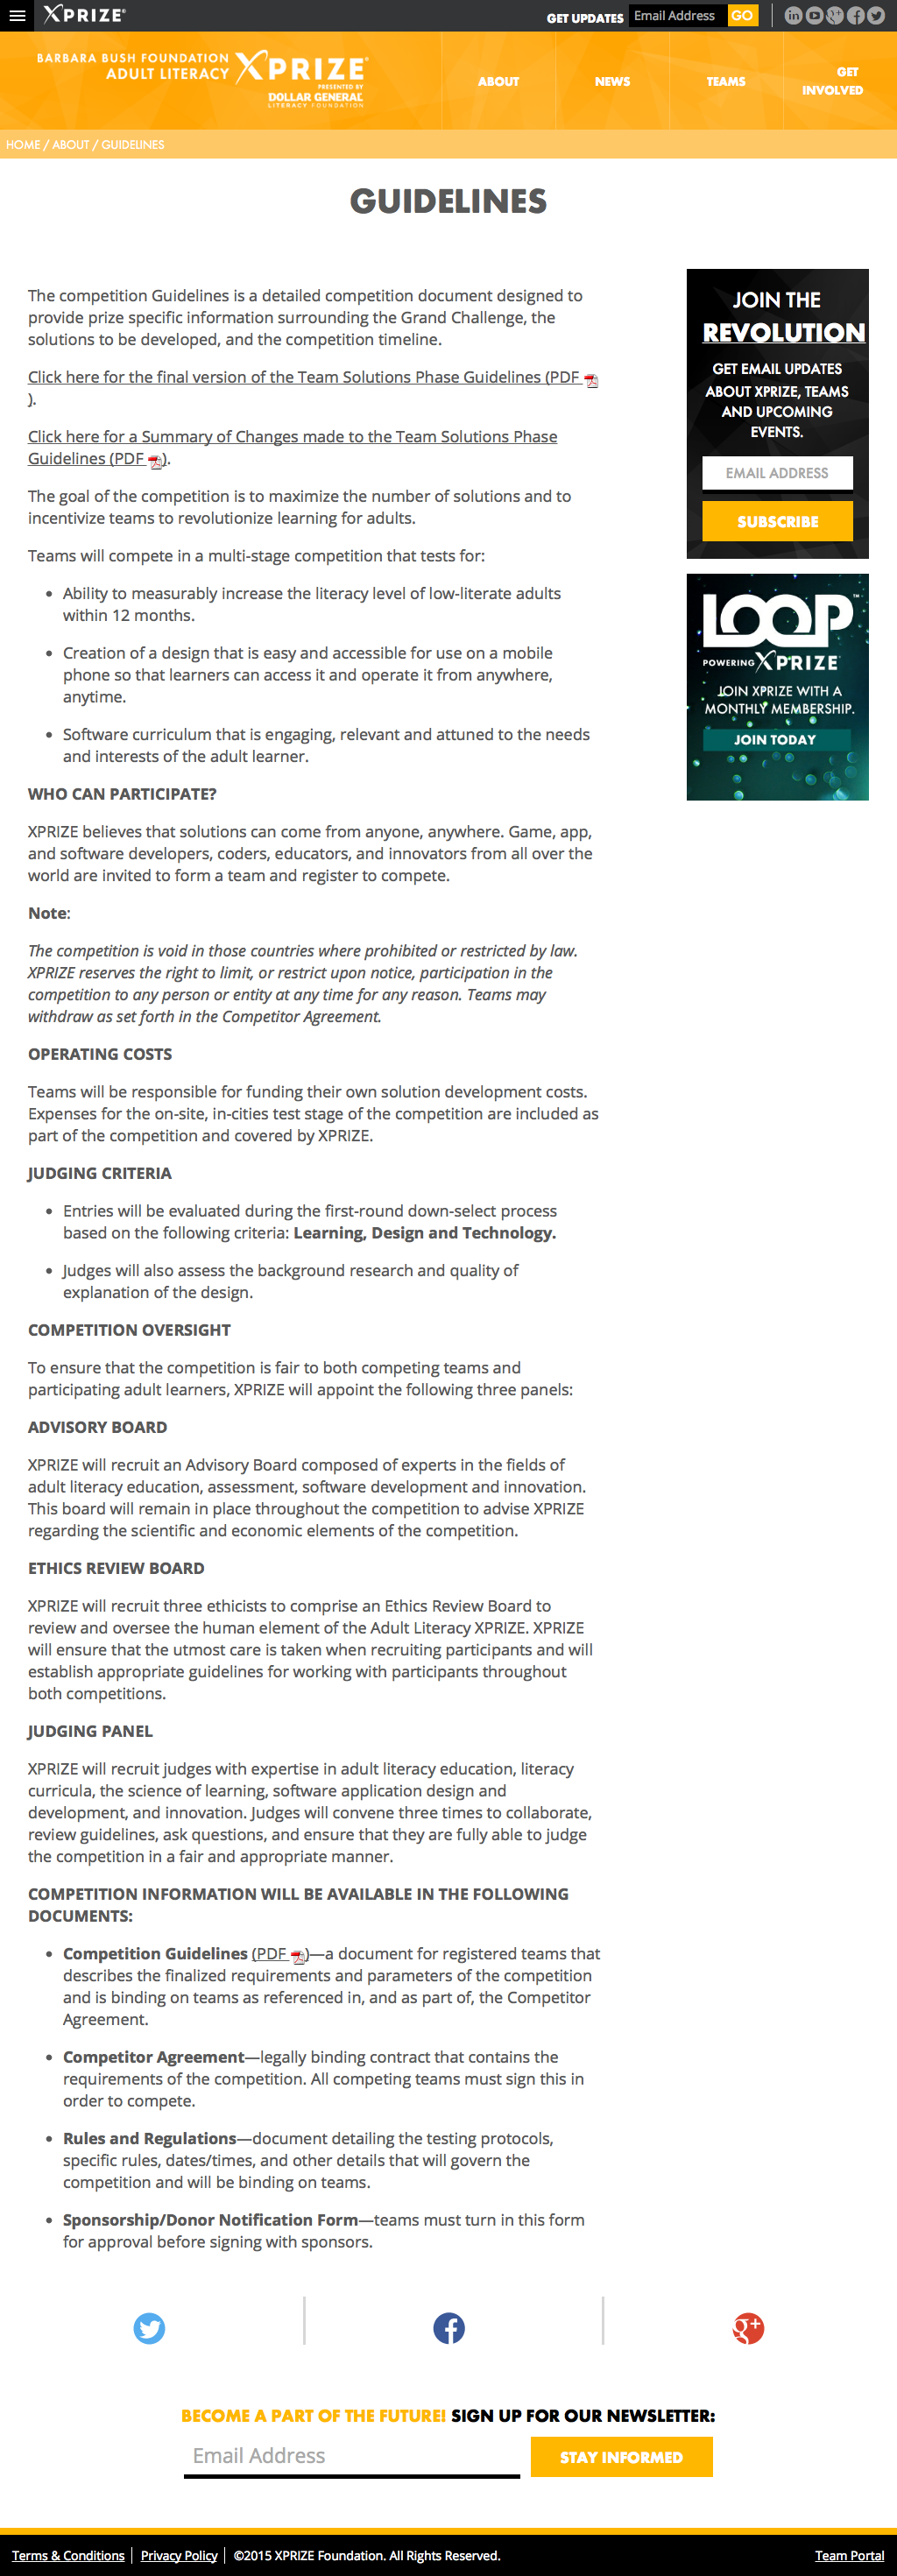 XPRIZE®
GET UPDATES
Email Address
GO
BARBARA BUSH FOUNDATION
ADULT LITERACY XPRIZE
PRESENTED BY
DOLLAR GENERAL
LITERACY FOUNDATION
ABOUT
NEWS
TEAMS
GET
INVOLVED
HOME / ABOUT / GUIDELINES
GUIDELINES
The competition Guidelines is a detailed competition document designed to
provide prize specific information surrounding the Grand Challenge, the
solutions to be developed, and the competition timeline.
Click here for the final version of the Team Solutions Phase Guidelines (PDF
).
Click here for a Summary of Changes made to the Team Solutions Phase
Guidelines (PDF ).
The goal of the competition is to maximize the number of solutions and to
incentivize teams to revolutionize learning for adults.
Teams will compete in a multi-stage competition that tests for:
• Ability to measurably increase the literacy level of low-literate adults
within 12 months.
• Creation of a design that is easy and accessible for use on a mobile
phone so that learners can access it and operate it from anywhere,
anytime.
• Software curriculum that is engaging, relevant and attuned to the needs
and interests of the adult learner.
WHO CAN PARTICIPATE?
XPRIZE believes that solutions can come from anyone, anywhere. Game, app,
and software developers, coders, educators, and innovators from all over the
world are invited to form a team and register to compete.
Note:
The competition is void in those countries where prohibited or restricted by law.
XPRIZE reserves the right to limit, or restrict upon notice, participation in the
competition to any person or entity at any time for any reason. Teams may
withdraw as set forth in the Competitor Agreement.
OPERATING COSTS
Teams will be responsible for funding their own solution development costs.
Expenses for the on-site, in-cities test stage of the competition are included as
part of the competition and covered by XPRIZE.
JUDGING CRITERIA
• Entries will be evaluated during the first-round down-select process
based on the following criteria: Learning, Design and Technology.
• Judges will also assess the background research and quality of
explanation of the design.
COMPETITION OVERSIGHT
To ensure that the competition is fair to both competing teams and
participating adult learners, XPRIZE will appoint the following three panels:
ADVISORY BOARD
XPRIZE will recruit an Advisory Board composed of experts in the fields of
adult literacy education, assessment, software development and innovation.
This board will remain in place throughout the competition to advise XPRIZE
regarding the scientific and economic elements of the competition.
ETHICS REVIEW BOARD
XPRIZE will recruit three ethicists to comprise an Ethics Review Board to
review and oversee the human element of the Adult Literacy XPRIZE. XPRIZE
will ensure that the utmost care is taken when recruiting participants and will
establish appropriate guidelines for working with participants throughout
both competitions.
JUDGING PANEL
XPRIZE will recruit judges with expertise in adult literacy education, literacy
curricula, the science of learning, software application design and
development, and innovation. Judges will convene three times to collaborate,
review guidelines, ask questions, and ensure that they are fully able to judge
the competition in a fair and appropriate manner.
COMPETITION INFORMATION WILL BE AVAILABLE IN THE FOLLOWING
DOCUMENTS:
• Competition Guidelines (PDF )—a document for registered teams that
describes the finalized requirements and parameters of the competition
and is binding on teams as referenced in, and as part of, the Competitor
Agreement.
• Competitor Agreement—legally binding contract that contains the
requirements of the competition. All competing teams must sign this in
order to compete.
• Rules and Regulations—document detailing the testing protocols,
specific rules, dates/times, and other details that will govern the
competition and will be binding on teams.
• Sponsorship/Donor Notification Form—teams must turn in this form
for approval before signing with sponsors.
JOIN THE
REVOLUTION
GET EMAIL UPDATES
ABOUT XPRIZE, TEAMS
AND UPCOMING
EVENTS.
EMAIL ADDRESS
SUBSCRIBE
LOOP™
POWERING XPRIZE
JOIN XPRIZE WITH A
MONTHLY MEMBERSHIP.
JOIN TODAY
BECOME A PART OF THE FUTURE! SIGN UP FOR OUR NEWSLETTER:
Email Address
STAY INFORMED
Terms & Conditions | Privacy Policy | ©2015 XPRIZE Foundation. All Rights Reserved.
Team Portal